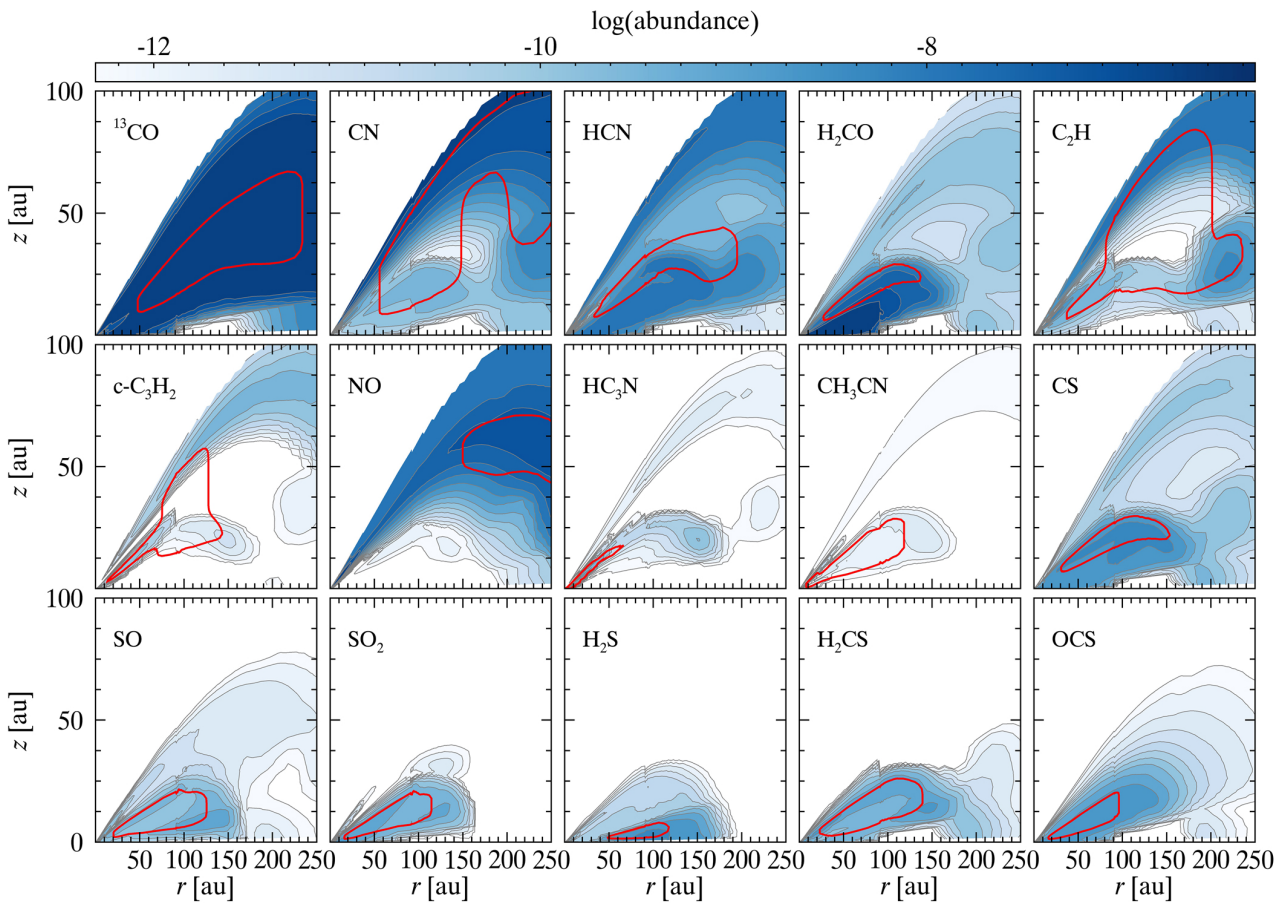 log(abundance)
-12 -10 -8
100 ¹³CO CN HCN H₂CO C₂H
z [au] 50
0
100 c-C₃H₂ NO HC₃N CH₃CN CS
z [au] 50
0
100 SO SO₂ H₂S H₂CS OCS
z [au] 50
0
50 100 150 200 250 50 100 150 200 250 50 100 150 200 250 50 100 150 200 250 50 100 150 200 250
r [au] r [au] r [au] r [au] r [au]